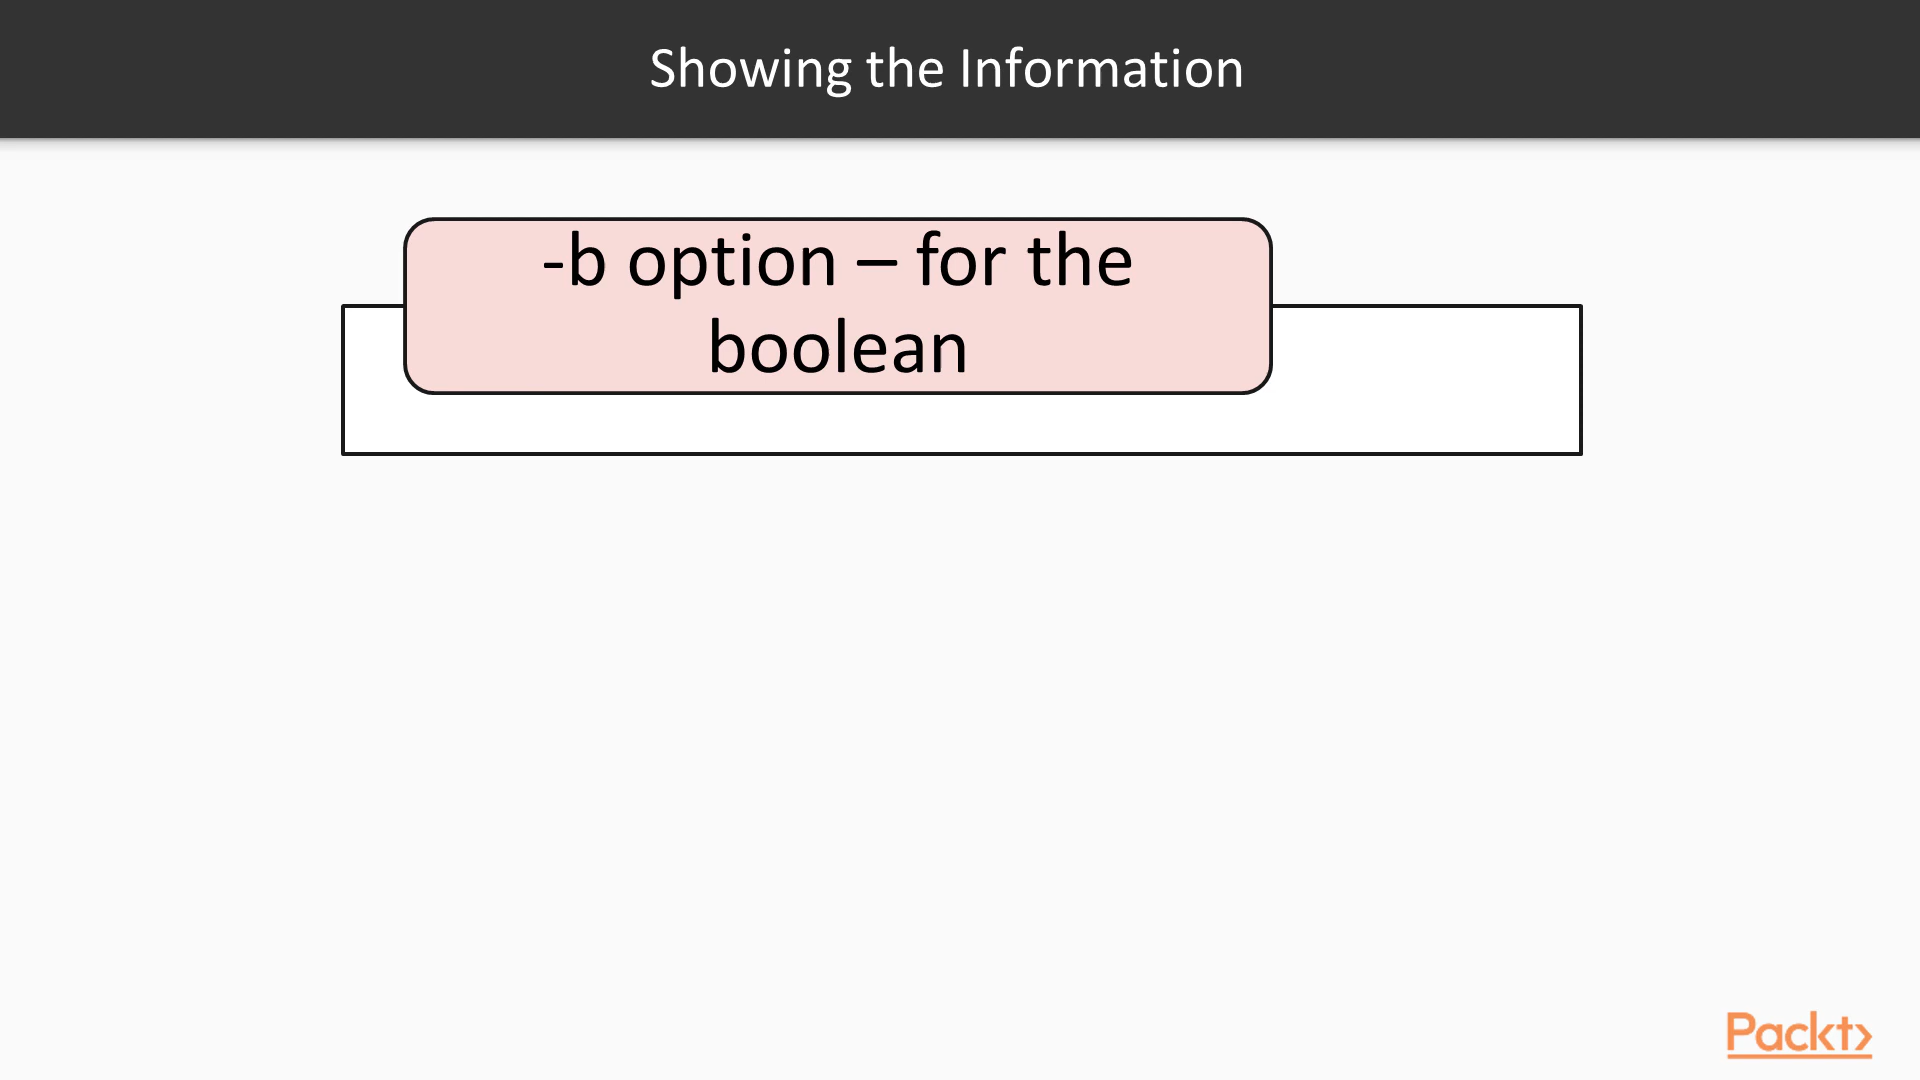 Showing the Information
-b option – for the
boolean
Packt>